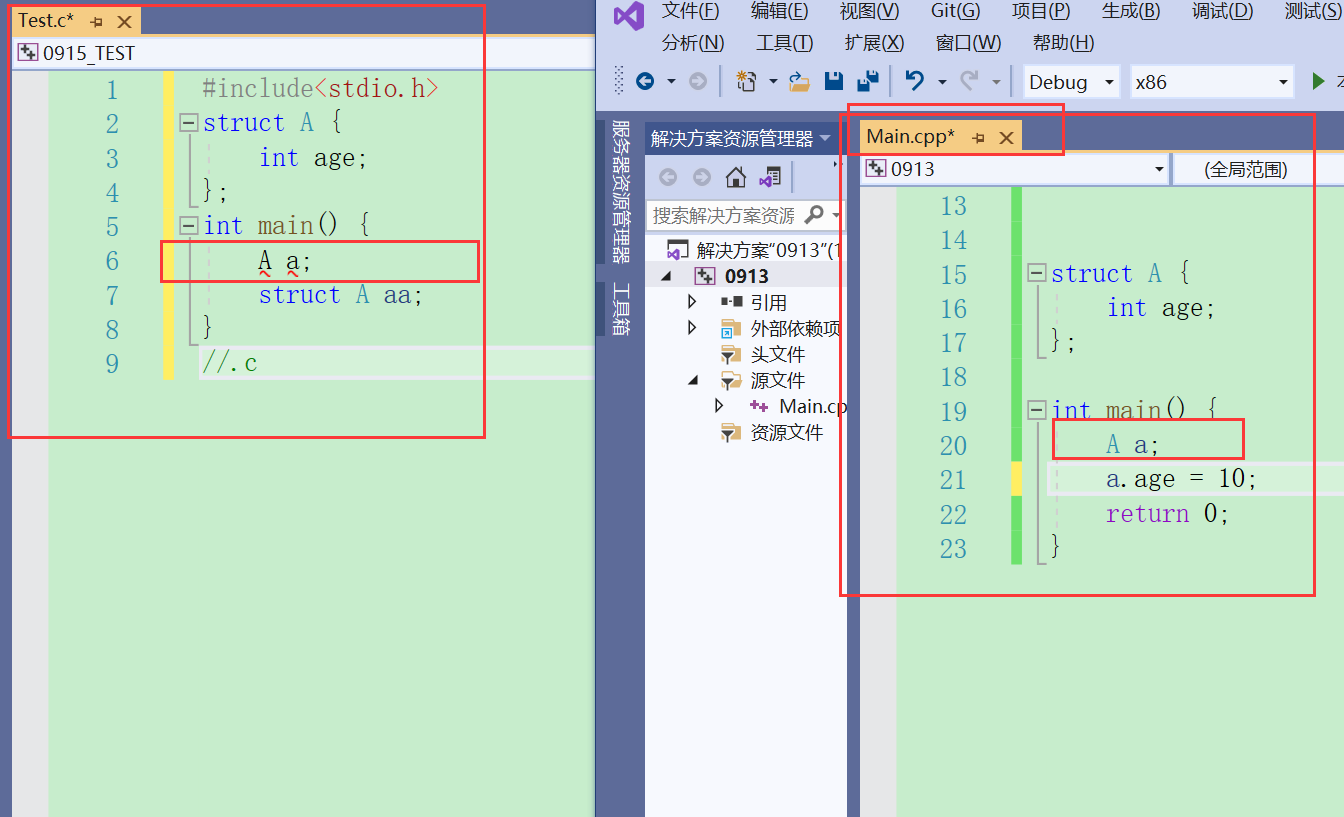 Test.c*
0915_TEST
1 #include<stdio.h>
2 struct A {
3 int age;
4 };
5 int main() {
6 A a;
7 struct A aa;
8 }
9 //.c
文件(F) 编辑(E) 视图(V) Git(G) 项目(P) 生成(B) 调试(D) 测试(S)
分析(N) 工具(T) 扩展(X) 窗口(W) 帮助(H)
Debug x86
服务器资源管理器
工具箱
解决方案资源管理器
搜索解决方案资源
解决方案"0913"(1
0913
引用
外部依赖项
头文件
源文件
Main.cp
资源文件
Main.cpp*
0913 (全局范围)
13
14
15 struct A {
16 int age;
17 };
18
19 int main() {
20 A a;
21 a.age = 10;
22 return 0;
23 }